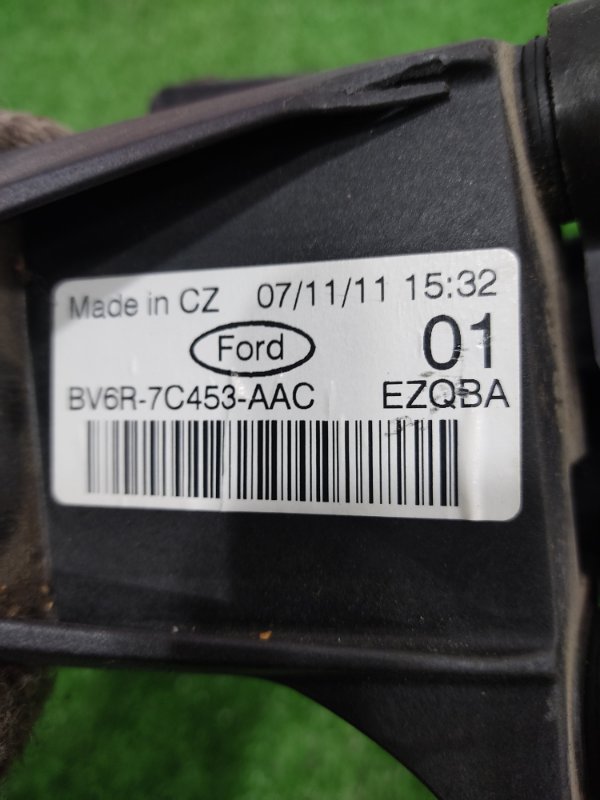 Made in CZ 07/11/11 15:32
Ford 01
BV6R-7C453-AAC EZQBA